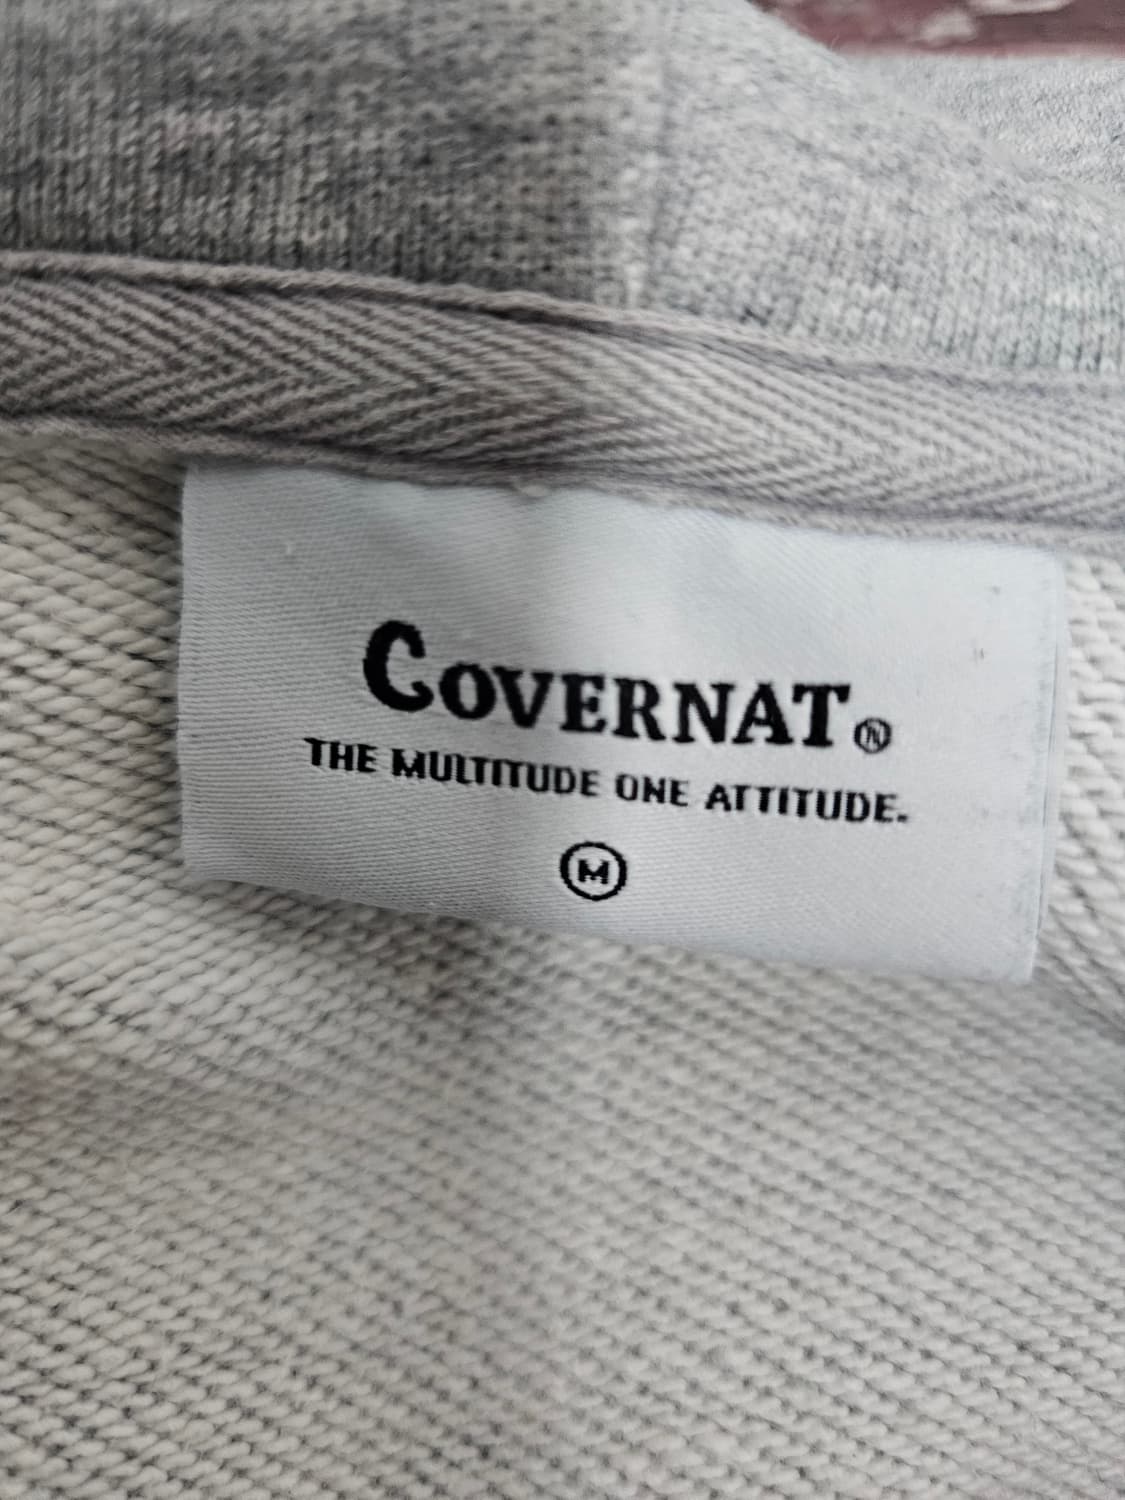 COVERNAT®
THE MULTITUDE ONE ATTITUDE.
M